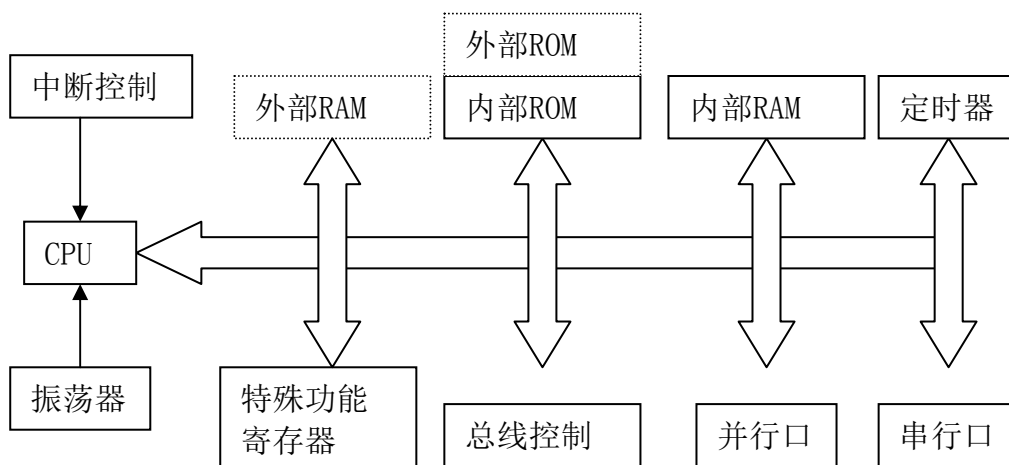 外部ROM
中断控制
外部RAM
内部ROM
内部RAM
定时器
CPU
振荡器
特殊功能
寄存器
总线控制
并行口
串行口